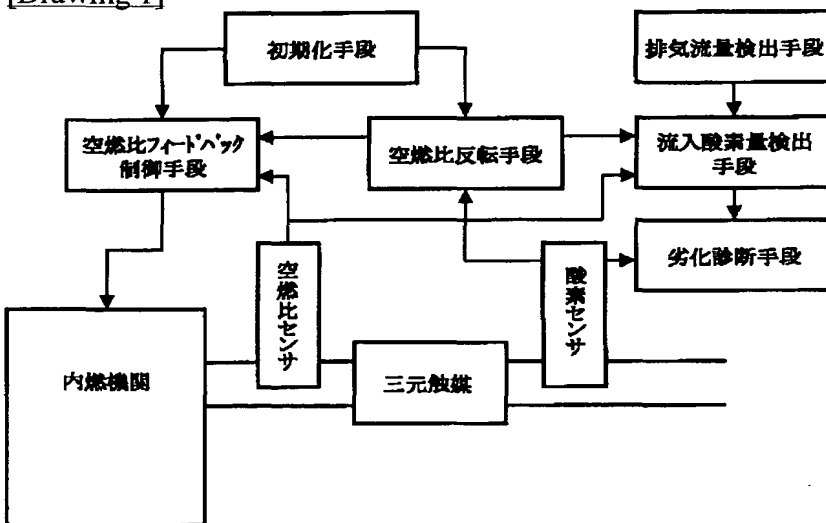 [Drawing 1]
初期化手段
排気流量検出手段
空燃比フィードバック
制御手段
空燃比反転手段
流入酸素量検出
手段
劣化診断手段
空燃比センサ
酸素センサ
内燃機関
三元触媒